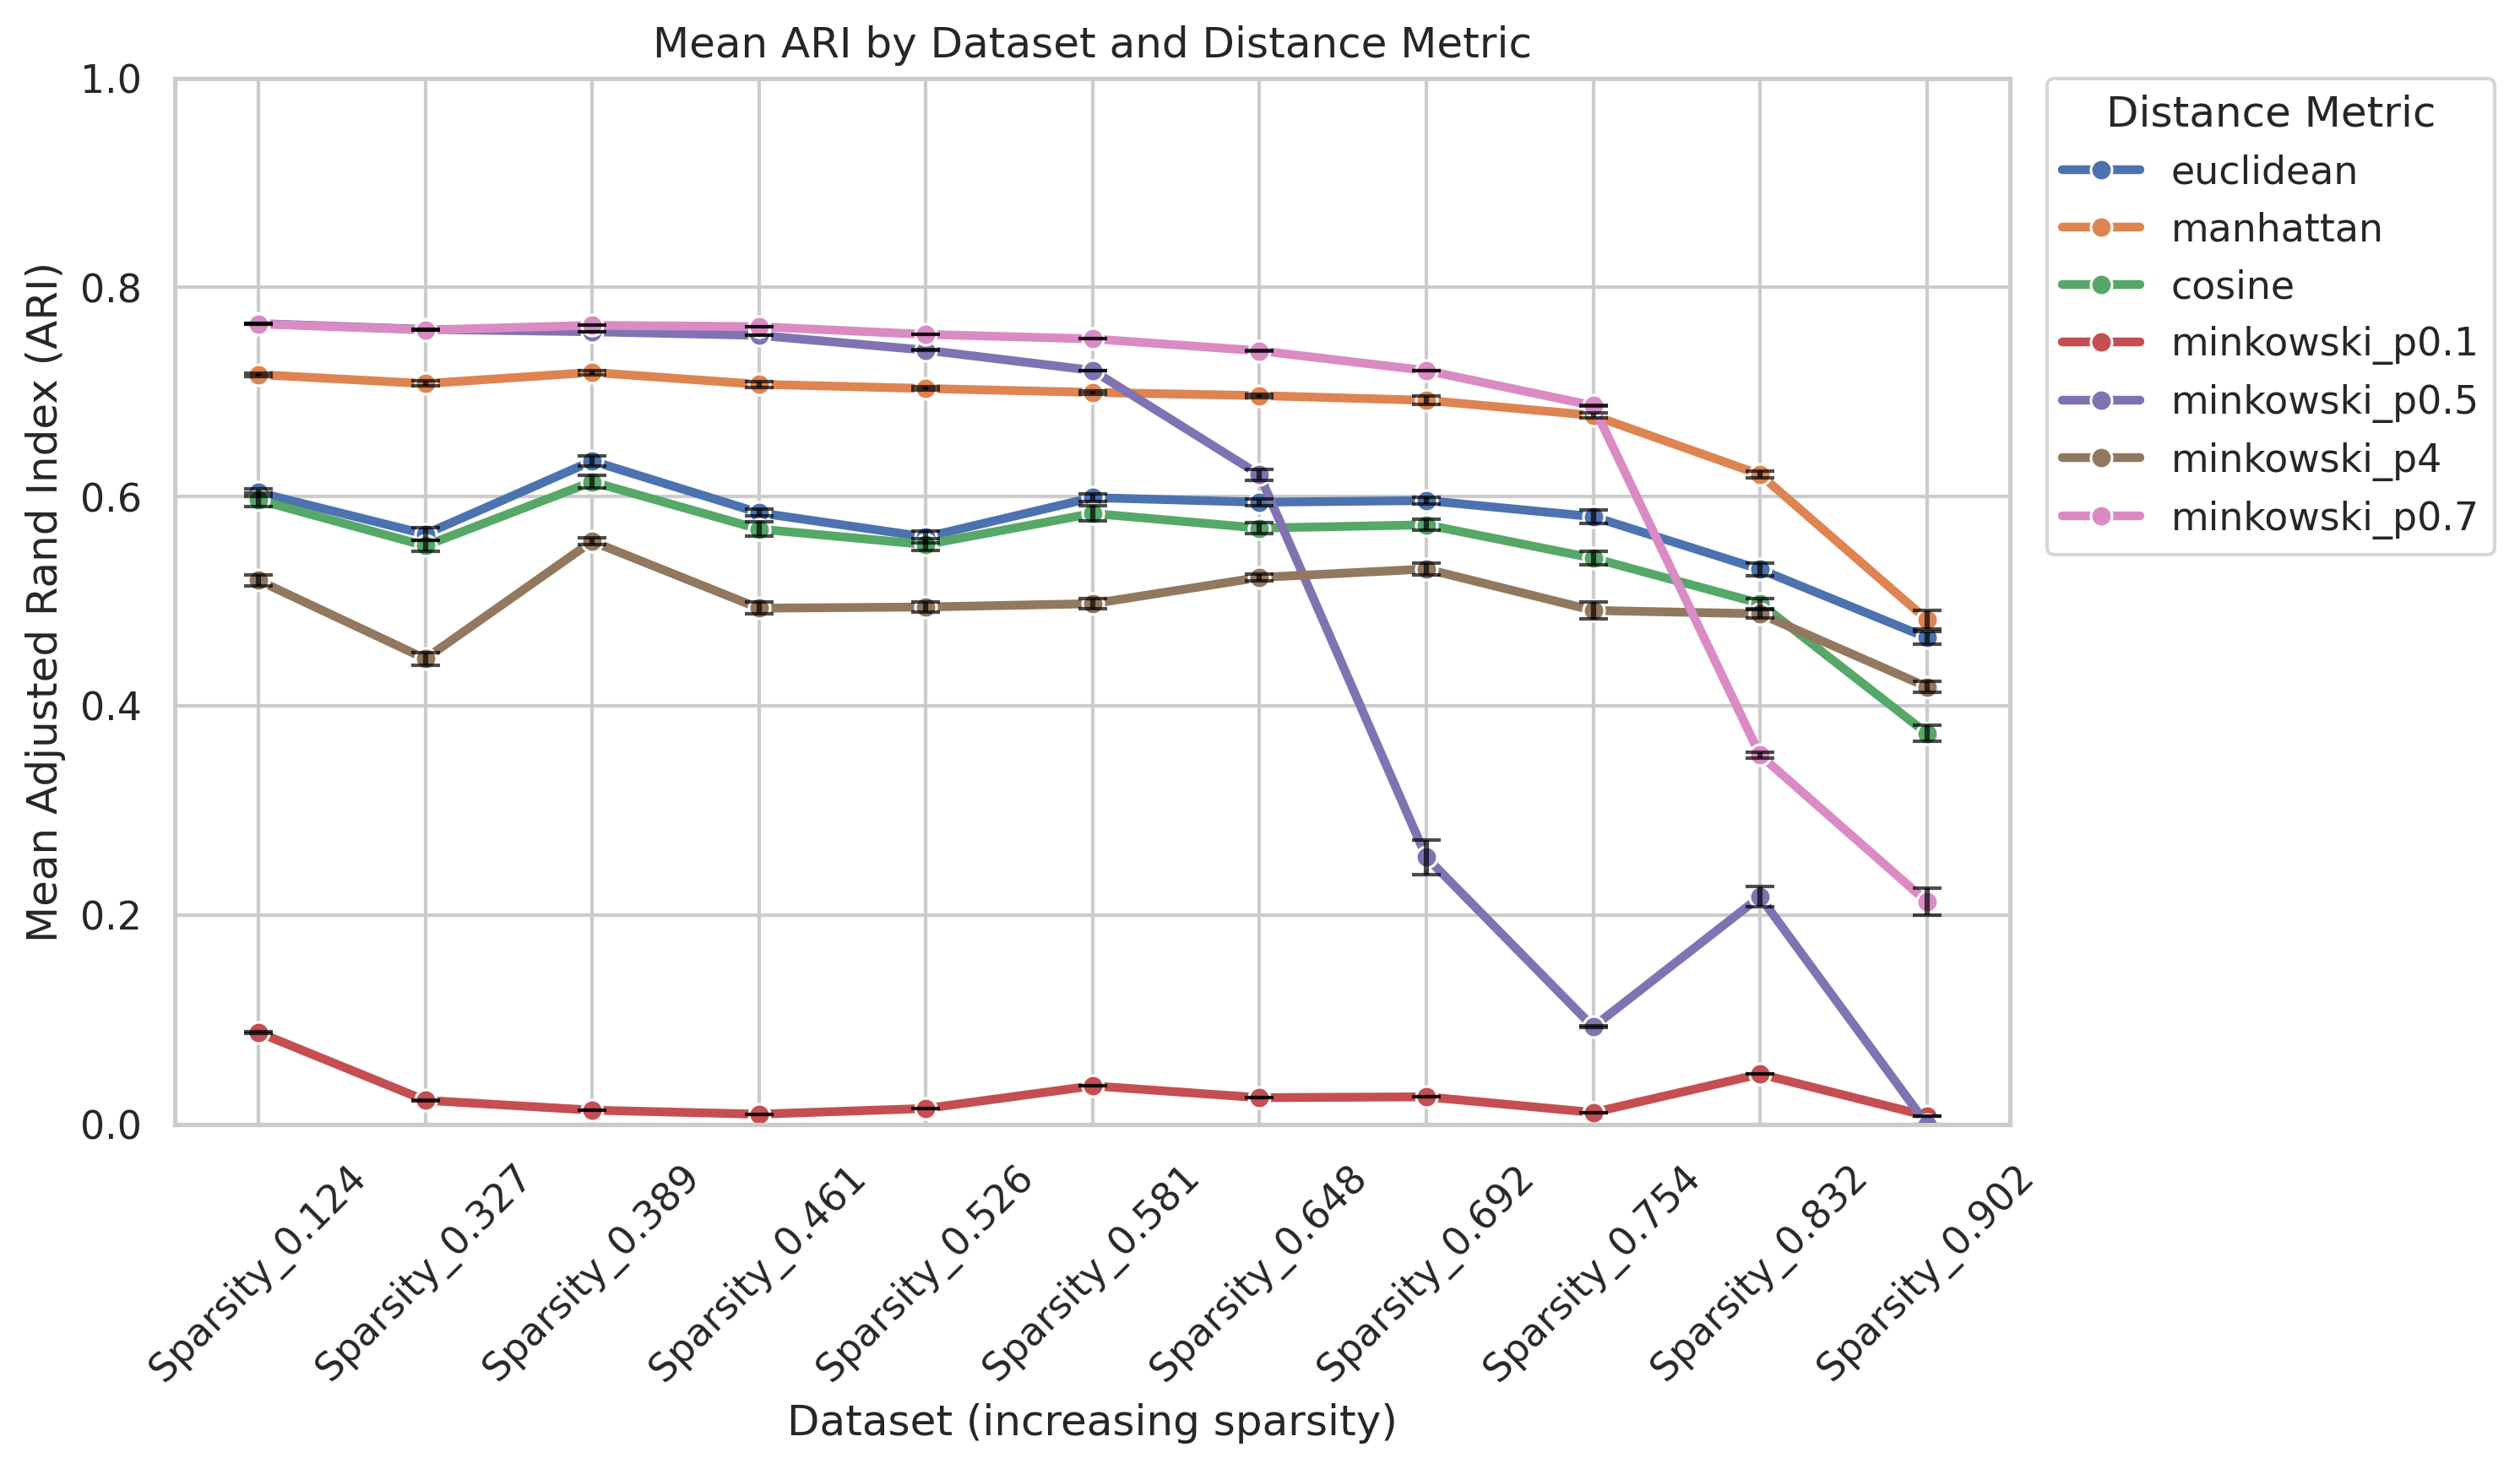 Mean ARI by Dataset and Distance Metric
Mean Adjusted Rand Index (ARI)
1.0
0.8
0.6
0.4
0.2
0.0
Sparsity_0.124
Sparsity_0.327
Sparsity_0.389
Sparsity_0.461
Sparsity_0.526
Sparsity_0.581
Sparsity_0.648
Sparsity_0.692
Sparsity_0.754
Sparsity_0.832
Sparsity_0.902
Dataset (increasing sparsity)
Distance Metric
euclidean
manhattan
cosine
minkowski_p0.1
minkowski_p0.5
minkowski_p4
minkowski_p0.7